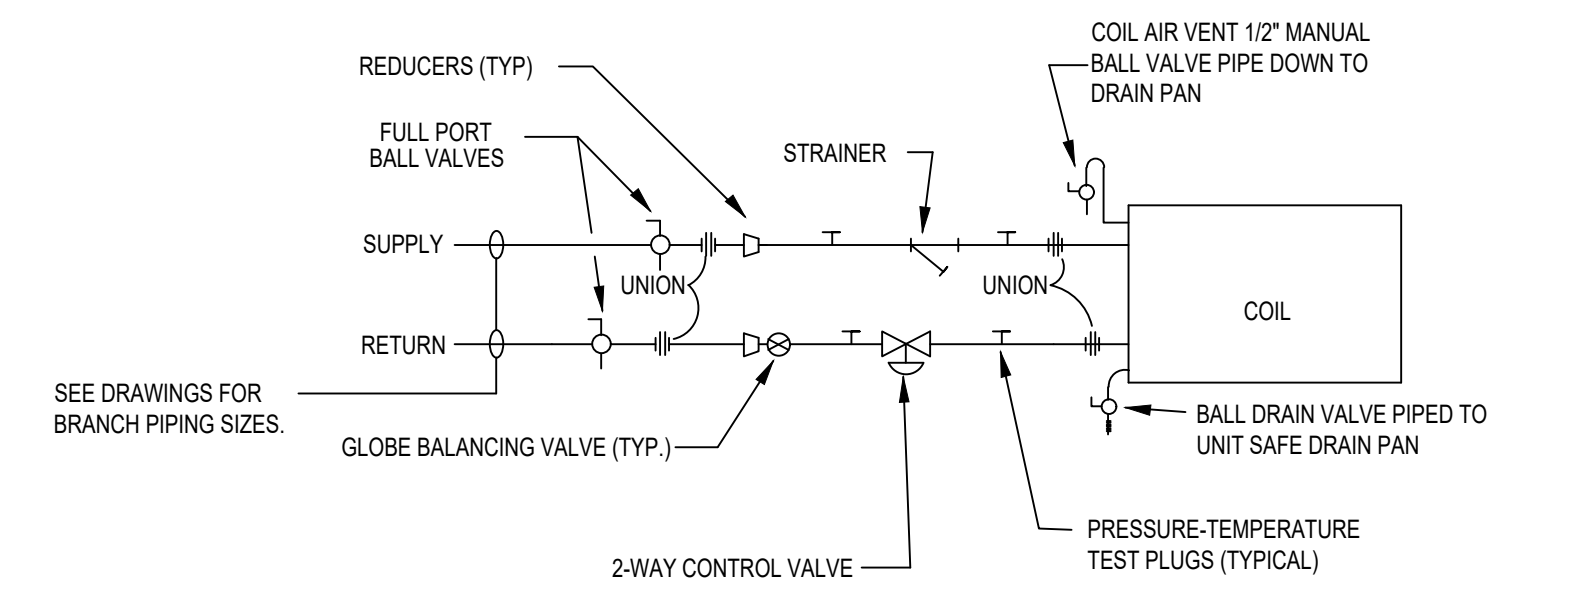 COIL AIR VENT 1/2" MANUAL
BALL VALVE PIPE DOWN TO
DRAIN PAN
REDUCERS (TYP)
FULL PORT
BALL VALVES
STRAINER
SUPPLY
UNION
UNION
COIL
RETURN
SEE DRAWINGS FOR
BRANCH PIPING SIZES.
GLOBE BALANCING VALVE (TYP.)
BALL DRAIN VALVE PIPED TO
UNIT SAFE DRAIN PAN
PRESSURE-TEMPERATURE
TEST PLUGS (TYPICAL)
2-WAY CONTROL VALVE